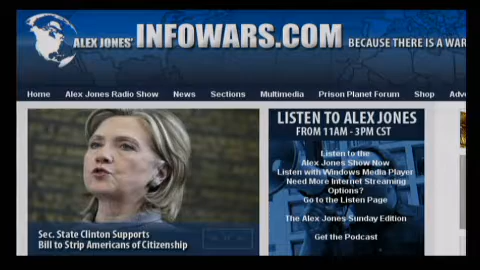 ALEX JONES' INFOWARS.COM BECAUSE THERE IS A WAR
Home Alex Jones Radio Show News Sections Multimedia Prison Planet Forum Shop Adve
LISTEN TO ALEX JONES
FROM 11AM - 3PM CST
Listen to the
Alex Jones Show Now
Listen with Windows Media Player
Need More Internet Streaming
Options?
Go to the Listen Page
The Alex Jones Sunday Edition
Get the Podcast
Sec. State Clinton Supports
Bill to Strip Americans of Citizenship